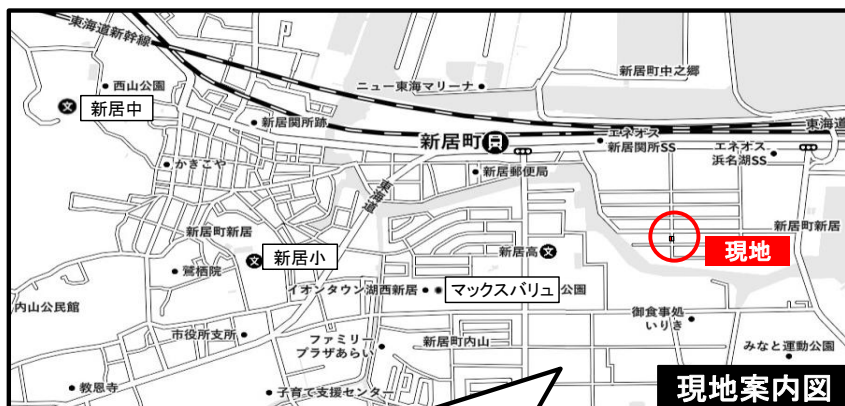 東海道新幹線
西山公園
文 新居中
新居関所跡
かぎこや
ニュー東海マリーナ
新居町中之郷
新居町
エネオス
新居関所SS
東海道
エネオス
浜名湖SS
新居郵便局
東海道
新居町新居
新居小
文
鷲栖院
新居高 文
新居町新居
現地
イオンタウン湖西新居
マックスバリュ
公園
内山公民館
市役所支所
ファミリー
プラザあらい
新居町内山
御食事処
いりき
みなと運動公園
教恩寺
子育て支援センター
現地案内図